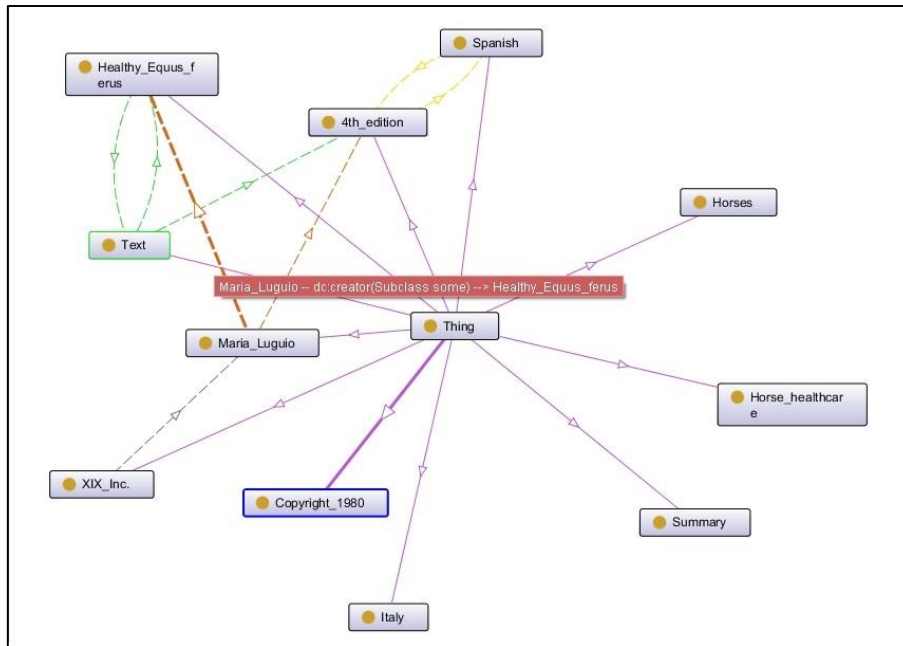 Spanish
Healthy_Equus_f
erus
4th_edition
Horses
Text
Maria_Luguio -- dc:creator(Subclass some) --> Healthy_Equus_ferus
Thing
Maria_Luguio
Horse_healthcar
e
XIX_Inc.
Copyright_1980
Summary
Italy